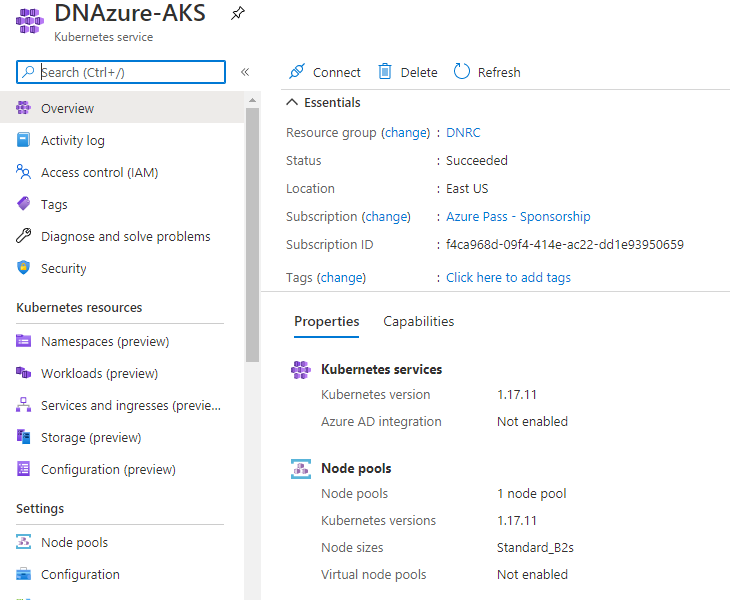 DNAzure-AKS
Kubernetes service
Search (Ctrl+/)
«
Overview
Activity log
Access control (IAM)
Tags
Diagnose and solve problems
Security
Kubernetes resources
Namespaces (preview)
Workloads (preview)
Services and ingresses (previe...
Storage (preview)
Configuration (preview)
Settings
Node pools
Configuration
Connect Delete Refresh
Essentials
Resource group (change) : DNRC
Status : Succeeded
Location : East US
Subscription (change) : Azure Pass - Sponsorship
Subscription ID : f4ca968d-09f4-414e-ac22-dd1e93950659
Tags (change) : Click here to add tags
Properties Capabilities
Kubernetes services
Kubernetes version 1.17.11
Azure AD integration Not enabled
Node pools
Node pools 1 node pool
Kubernetes versions 1.17.11
Node sizes Standard_B2s
Virtual node pools Not enabled